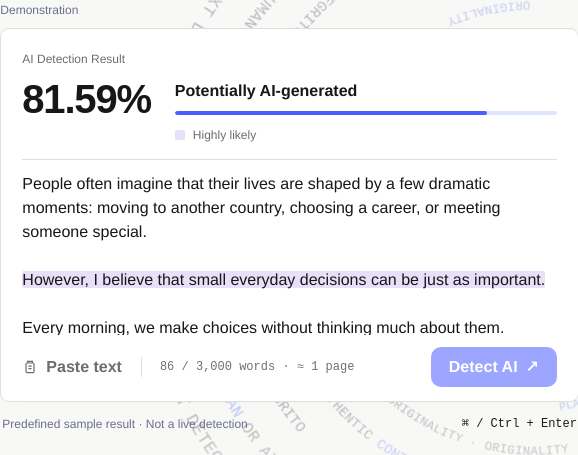 Demonstration
ORIGINALITY
AI Detection Result
81.59%
Potentially AI-generated
Highly likely
People often imagine that their lives are shaped by a few dramatic
moments: moving to another country, choosing a career, or meeting
someone special.
However, I believe that small everyday decisions can be just as important.
Every morning, we make choices without thinking much about them.
Paste text
86 / 3,000 words · ≈ 1 page
Detect AI ↗
Predefined sample result · Not a live detection
⌘ / Ctrl + Enter
ORIGINALITY · ORIGINALITY